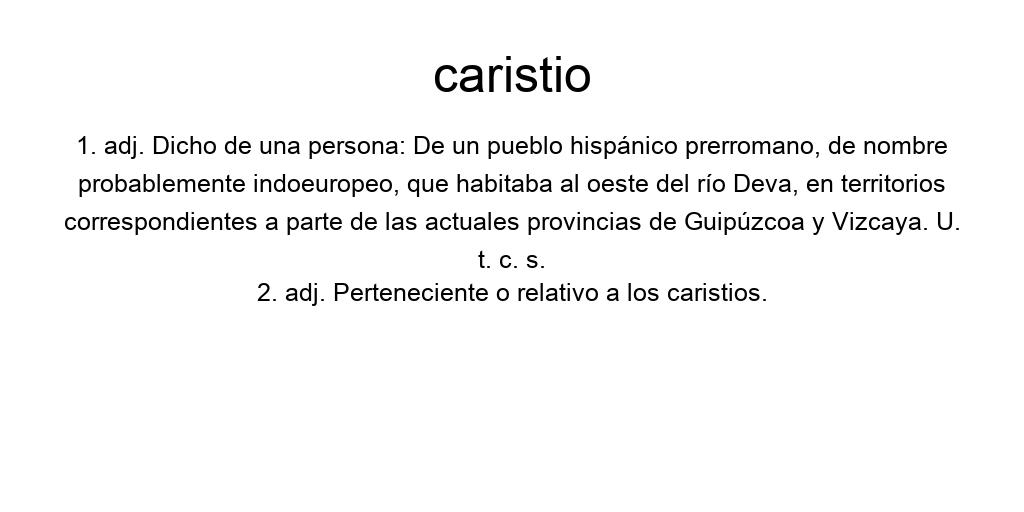 caristio
1. adj. Dicho de una persona: De un pueblo hispánico prerromano, de nombre
probablemente indoeuropeo, que habitaba al oeste del río Deva, en territorios
correspondientes a parte de las actuales provincias de Guipúzcoa y Vizcaya. U.
t. c. s.
2. adj. Perteneciente o relativo a los caristios.